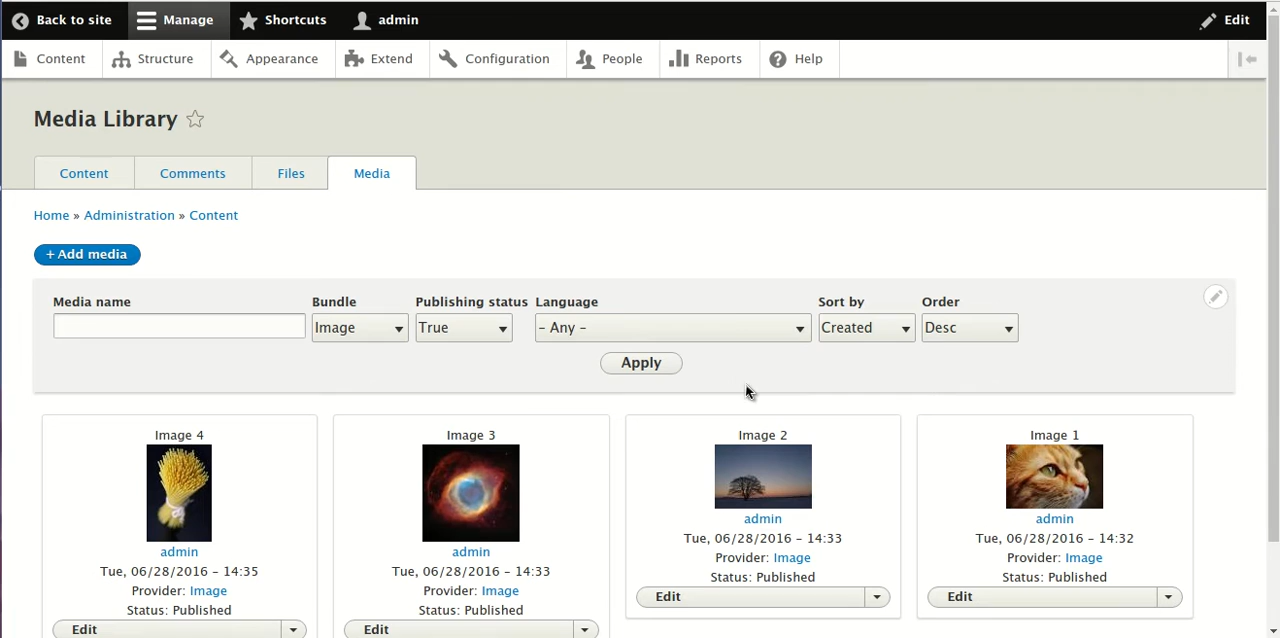 Back to site Manage Shortcuts admin Edit
Content Structure Appearance Extend Configuration People Reports Help
Media Library
Content Comments Files Media
Home » Administration » Content
+ Add media
Media name Bundle Publishing status Language Sort by Order
Image True - Any - Created Desc
Apply
Image 4 Image 3 Image 2 Image 1
admin admin admin admin
Tue, 06/28/2016 - 14:35 Tue, 06/28/2016 - 14:33 Tue, 06/28/2016 - 14:33 Tue, 06/28/2016 - 14:32
Provider: Image Provider: Image Provider: Image Provider: Image
Status: Published Status: Published Status: Published Status: Published
Edit Edit Edit Edit